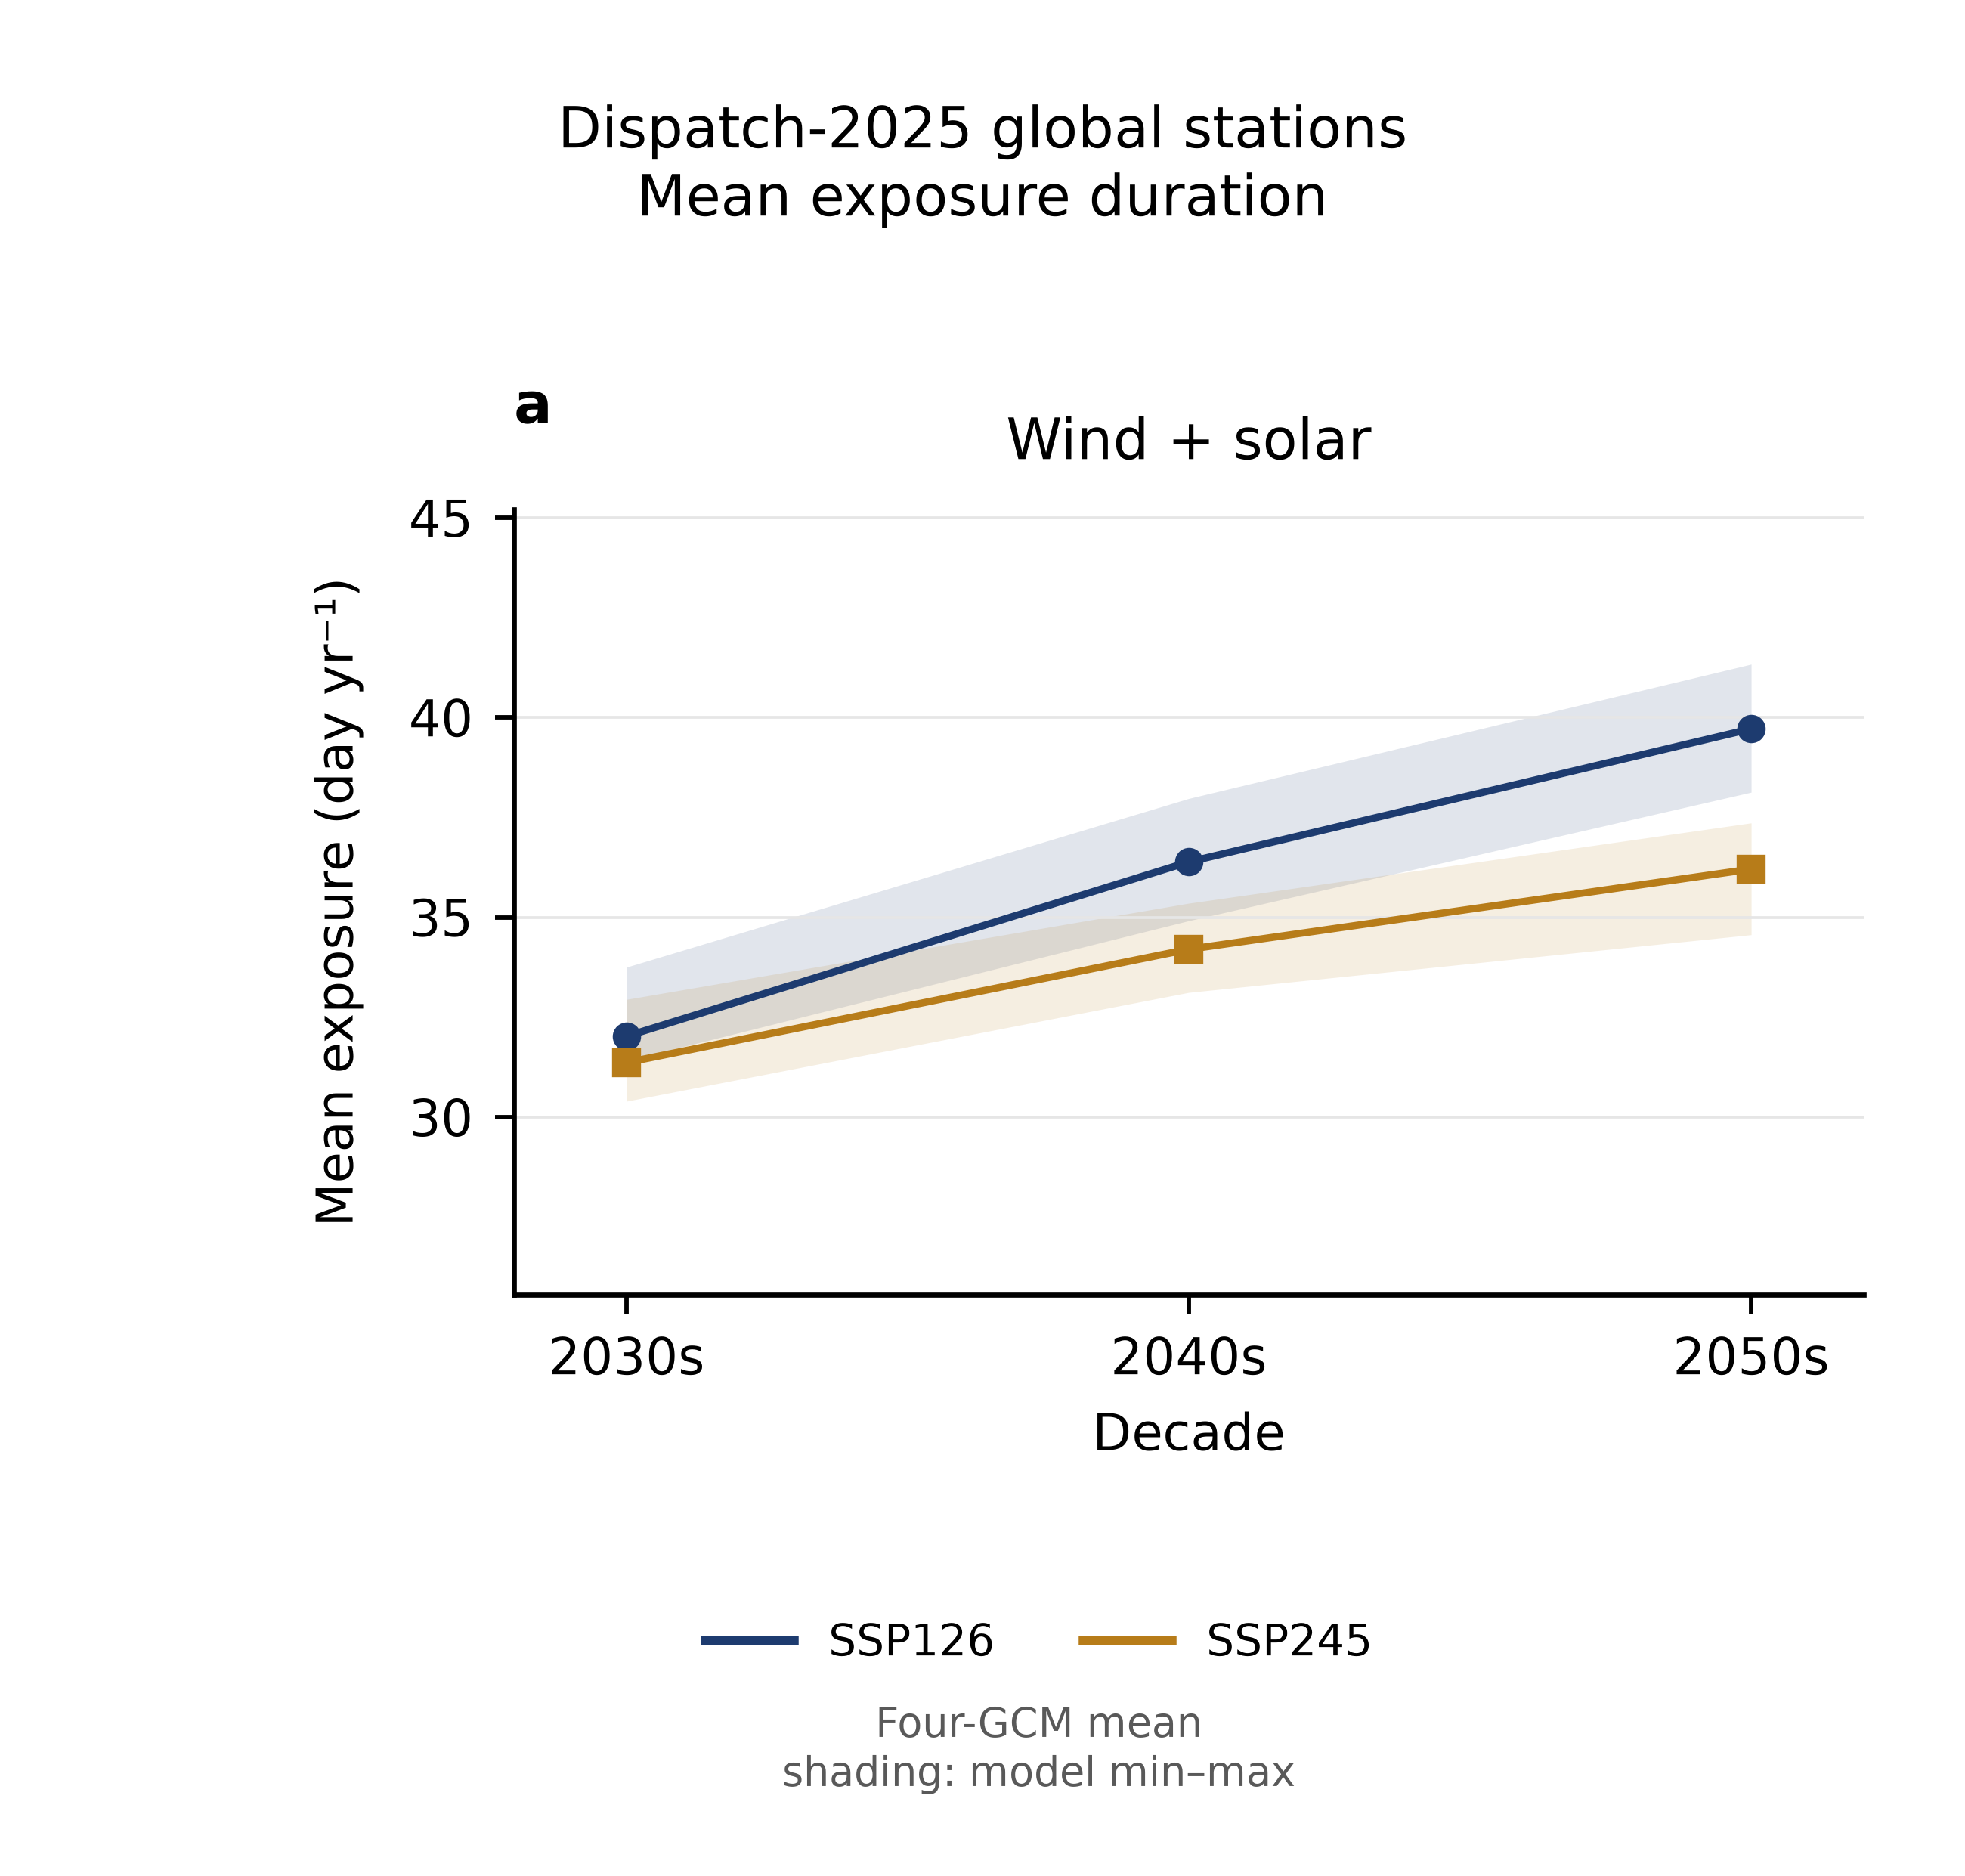 Dispatch-2025 global stations
Mean exposure duration
a
Wind + solar
Mean exposure (day yr⁻¹)
45
40
35
30
2030s
2040s
2050s
Decade
SSP126
SSP245
Four-GCM mean
shading: model min–max